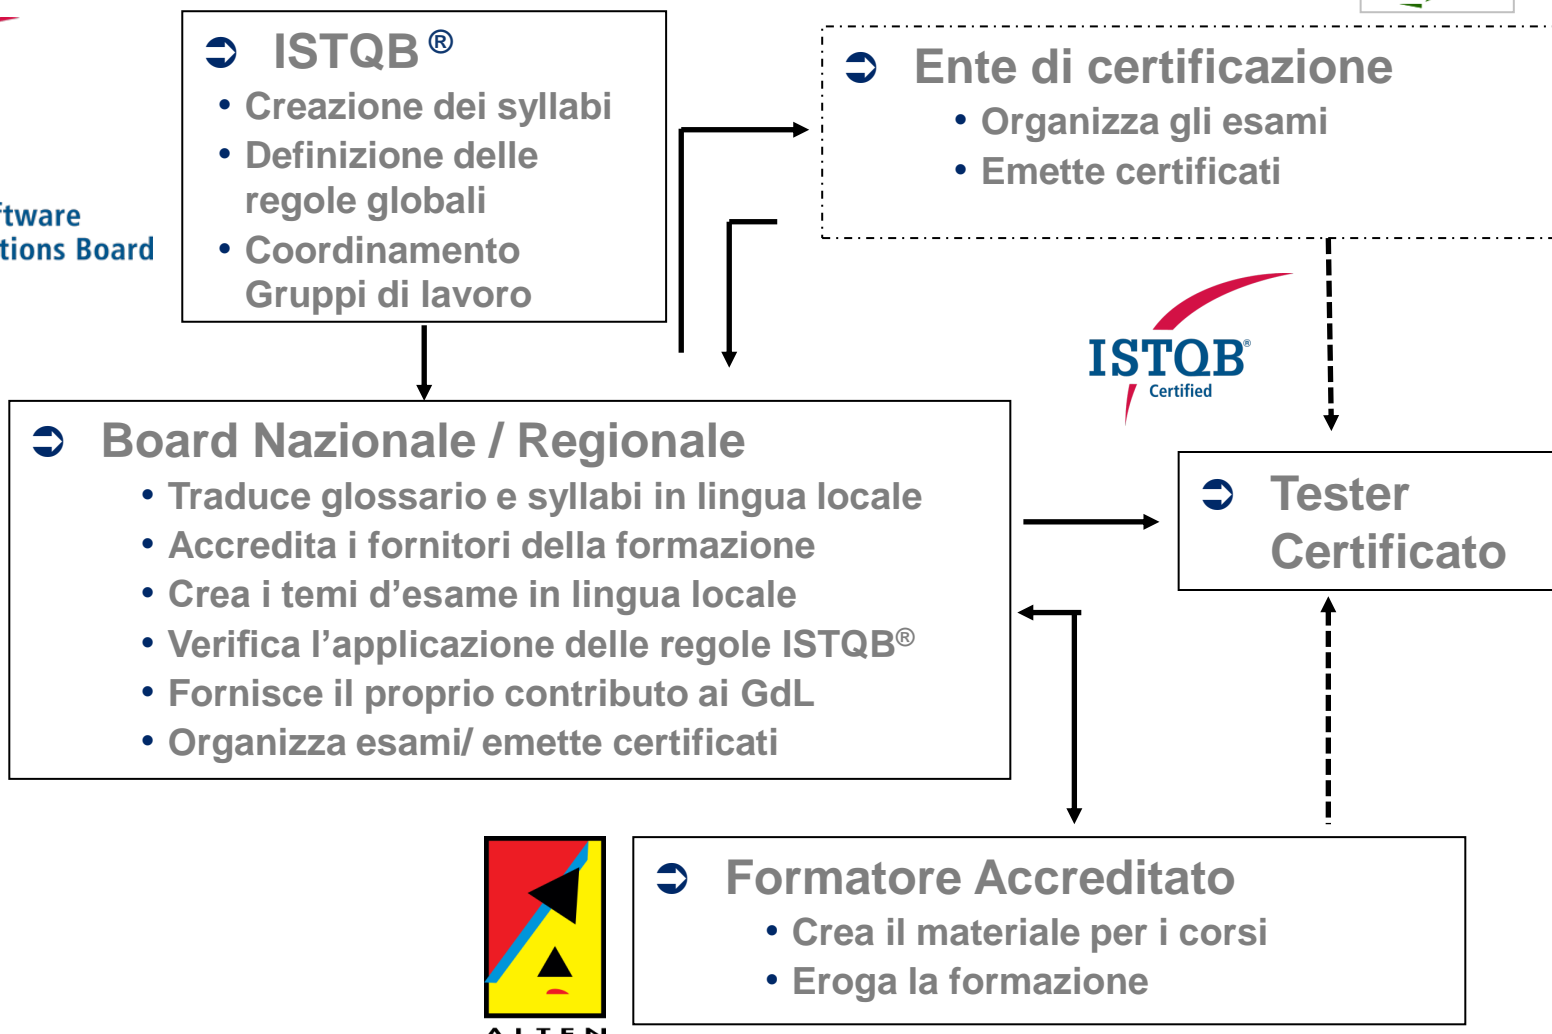 ISTQB ®
• Creazione dei syllabi
• Definizione delle
regole globali
• Coordinamento
Gruppi di lavoro
ftware
tions Board
Ente di certificazione
• Organizza gli esami
• Emette certificati
ISTQB®
Certified
Board Nazionale / Regionale
• Traduce glossario e syllabi in lingua locale
• Accredita i fornitori della formazione
• Crea i temi d’esame in lingua locale
• Verifica l’applicazione delle regole ISTQB®
• Fornisce il proprio contributo ai GdL
• Organizza esami/ emette certificati
Tester
Certificato
Formatore Accreditato
• Crea il materiale per i corsi
• Eroga la formazione
ALTEN